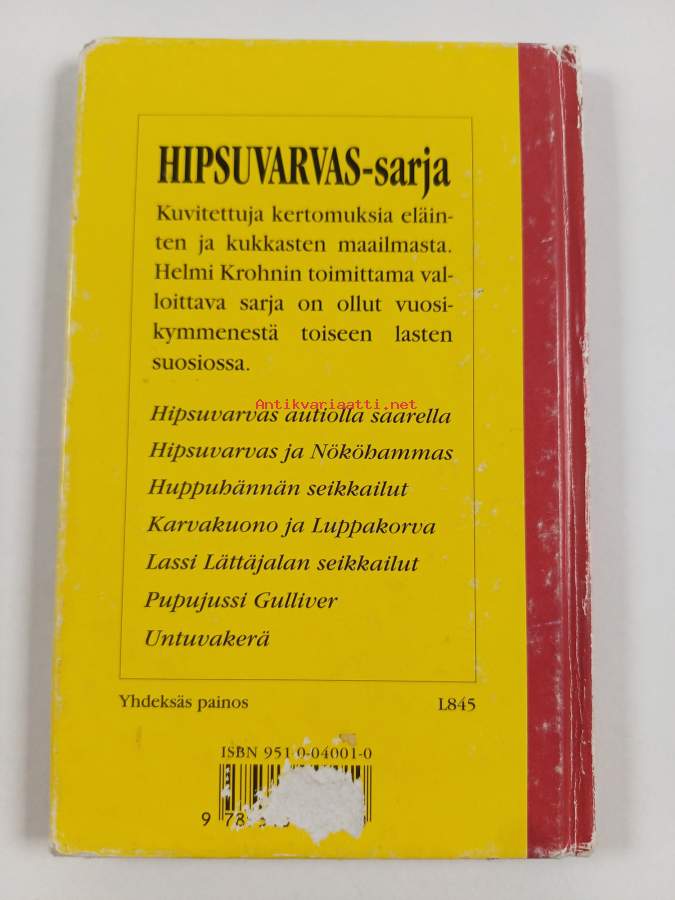 HIPSUVARVAS-sarja
Kuvitettuja kertomuksia eläin-
ten ja kukkasten maailmasta.
Helmi Krohnin toimittama val-
loittava sarja on ollut vuosi-
kymmenestä toiseen lasten
suosiossa.
Antikvariaatti.net
Hipsuvarvas autiolla saarella
Hipsuvarvas ja Nököhammas
Huppuhännän seikkailut
Karvakuono ja Luppakorva
Lassi Lättäjalan seikkailut
Pupujussi Gulliver
Untuvakerä
Yhdeksäs painos L845
ISBN 951 0-04001-0
9 78